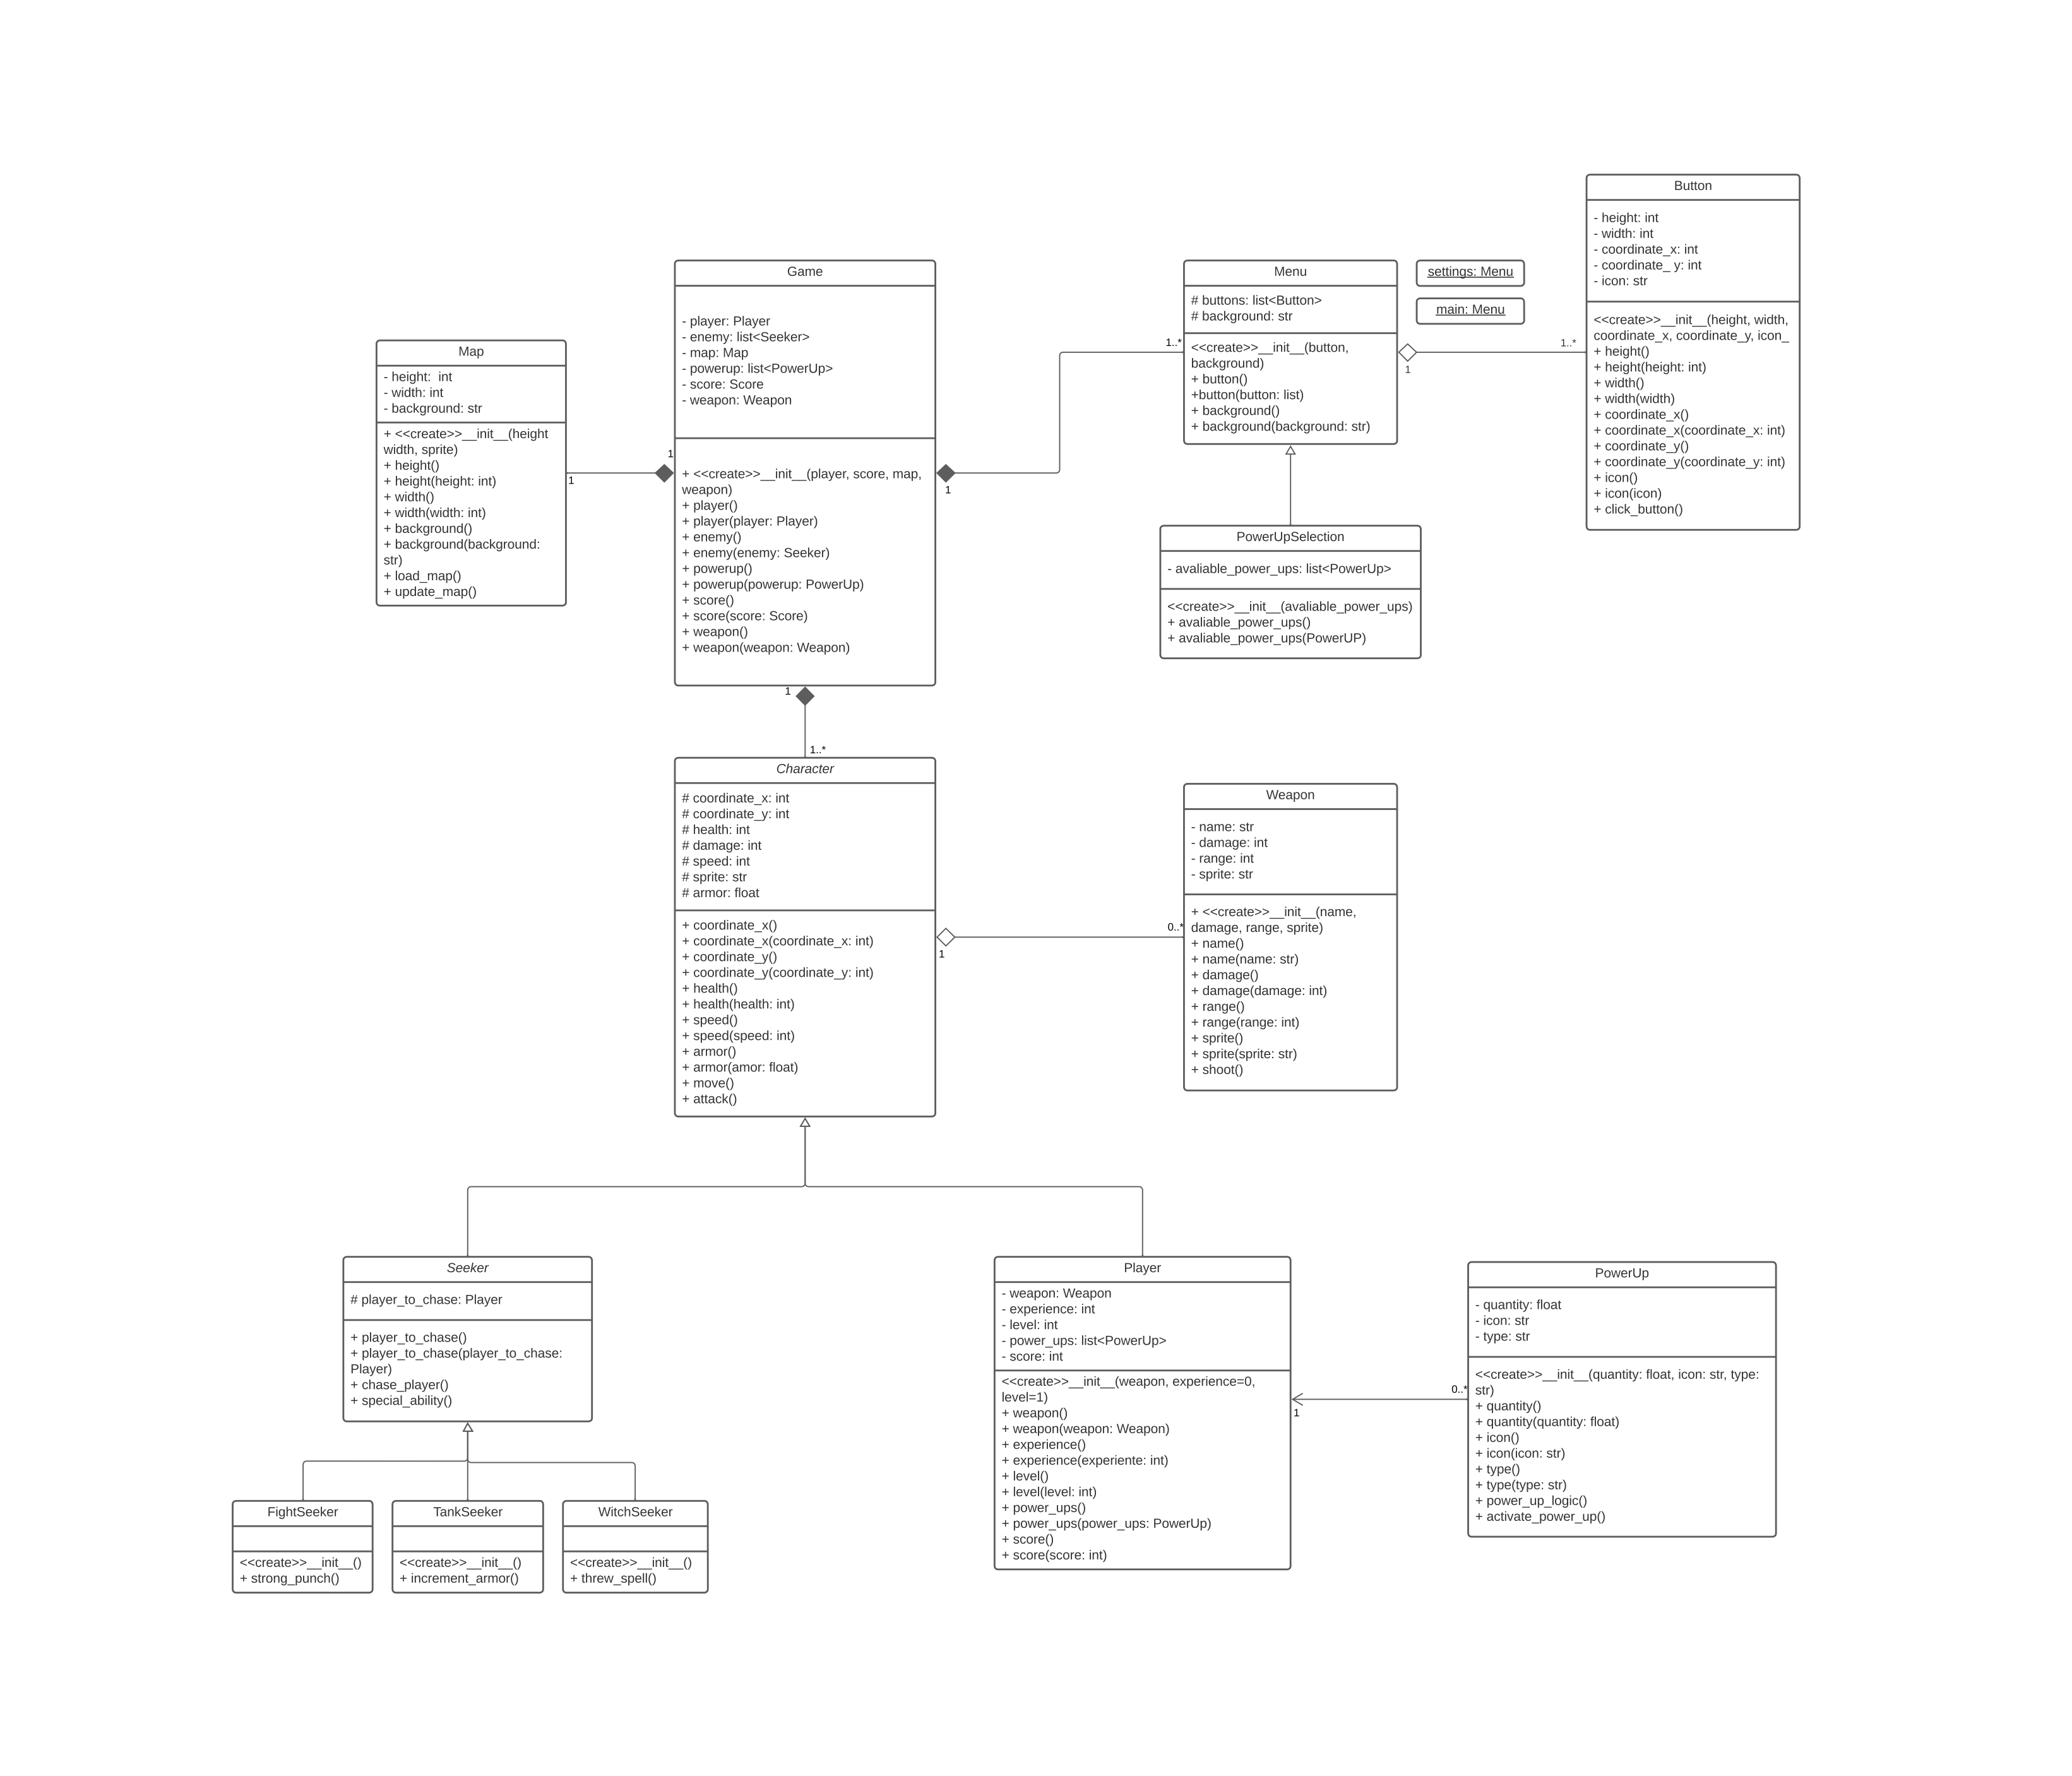 Button
- height: int
- width: int
- coordinate_x: int
- coordinate_ y: int
- icon: str
<<create>>__init__(height, width,
coordinate_x, coordinate_y, icon_
+ height()
+ height(height: int)
+ width()
+ width(width)
+ coordinate_x()
+ coordinate_x(coordinate_x: int)
+ coordinate_y()
+ coordinate_y(coordinate_y: int)
+ icon()
+ icon(icon)
+ click_button()
Game
- player: Player
- enemy: list<Seeker>
- map: Map
- powerup: list<PowerUp>
- score: Score
- weapon: Weapon
+ <<create>>__init__(player, score, map,
weapon)
+ player()
+ player(player: Player)
+ enemy()
+ enemy(enemy: Seeker)
+ powerup()
+ powerup(powerup: PowerUp)
+ score()
+ score(score: Score)
+ weapon()
+ weapon(weapon: Weapon)
Menu
# buttons: list<Button>
# background: str
<<create>>__init__(button,
background)
+ button()
+button(button: list)
+ background()
+ background(background: str)
settings: Menu
main: Menu
1..*
1
1..*
1
Map
- height:  int
- width: int
- background: str
+ <<create>>__init__(height
width, sprite)
+ height()
+ height(height: int)
+ width()
+ width(width: int)
+ background()
+ background(background:
str)
+ load_map()
+ update_map()
1
1
PowerUpSelection
- avaliable_power_ups: list<PowerUp>
<<create>>__init__(avaliable_power_ups)
+ avaliable_power_ups()
+ avaliable_power_ups(PowerUP)
1
1..*
Character
# coordinate_x: int
# coordinate_y: int
# health: int
# damage: int
# speed: int
# sprite: str
# armor: float
+ coordinate_x()
+ coordinate_x(coordinate_x: int)
+ coordinate_y()
+ coordinate_y(coordinate_y: int)
+ health()
+ health(health: int)
+ speed()
+ speed(speed: int)
+ armor()
+ armor(amor: float)
+ move()
+ attack()
1
0..*
Weapon
- name: str
- damage: int
- range: int
- sprite: str
+ <<create>>__init__(name,
damage, range, sprite)
+ name()
+ name(name: str)
+ damage()
+ damage(damage: int)
+ range()
+ range(range: int)
+ sprite()
+ sprite(sprite: str)
+ shoot()
Seeker
# player_to_chase: Player
+ player_to_chase()
+ player_to_chase(player_to_chase:
Player)
+ chase_player()
+ special_ability()
Player
- weapon: Weapon
- experience: int
- level: int
- power_ups: list<PowerUp>
- score: int
<<create>>__init__(weapon, experience=0,
level=1)
+ weapon()
+ weapon(weapon: Weapon)
+ experience()
+ experience(experiente: int)
+ level()
+ level(level: int)
+ power_ups()
+ power_ups(power_ups: PowerUp)
+ score()
+ score(score: int)
0..*
1
PowerUp
- quantity: float
- icon: str
- type: str
<<create>>__init__(quantity: float, icon: str, type:
str)
+ quantity()
+ quantity(quantity: float)
+ icon()
+ icon(icon: str)
+ type()
+ type(type: str)
+ power_up_logic()
+ activate_power_up()
FightSeeker
<<create>>__init__()
+ strong_punch()
TankSeeker
<<create>>__init__()
+ increment_armor()
WitchSeeker
<<create>>__init__()
+ threw_spell()